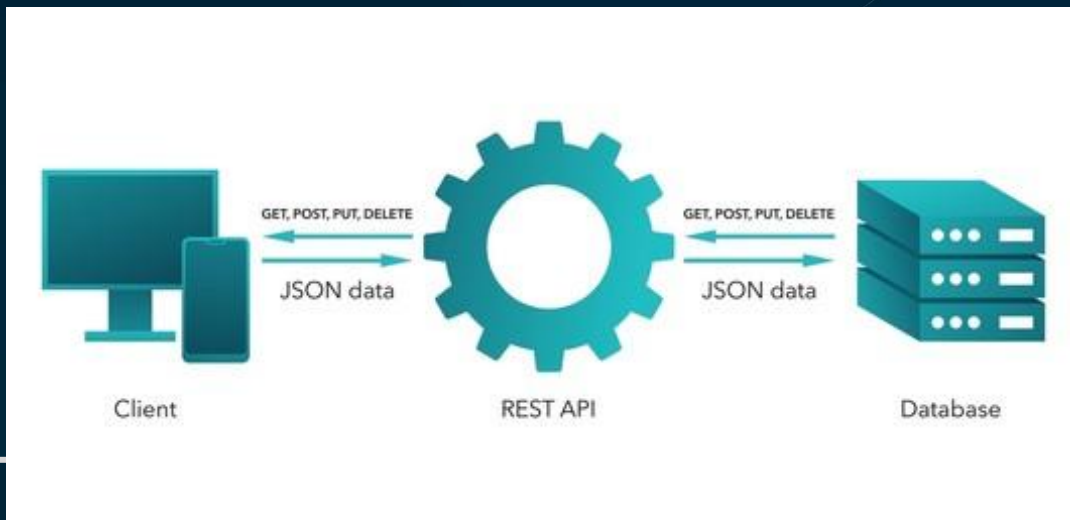 GET, POST, PUT, DELETE
GET, POST, PUT, DELETE
JSON data
JSON data
Client
REST API
Database